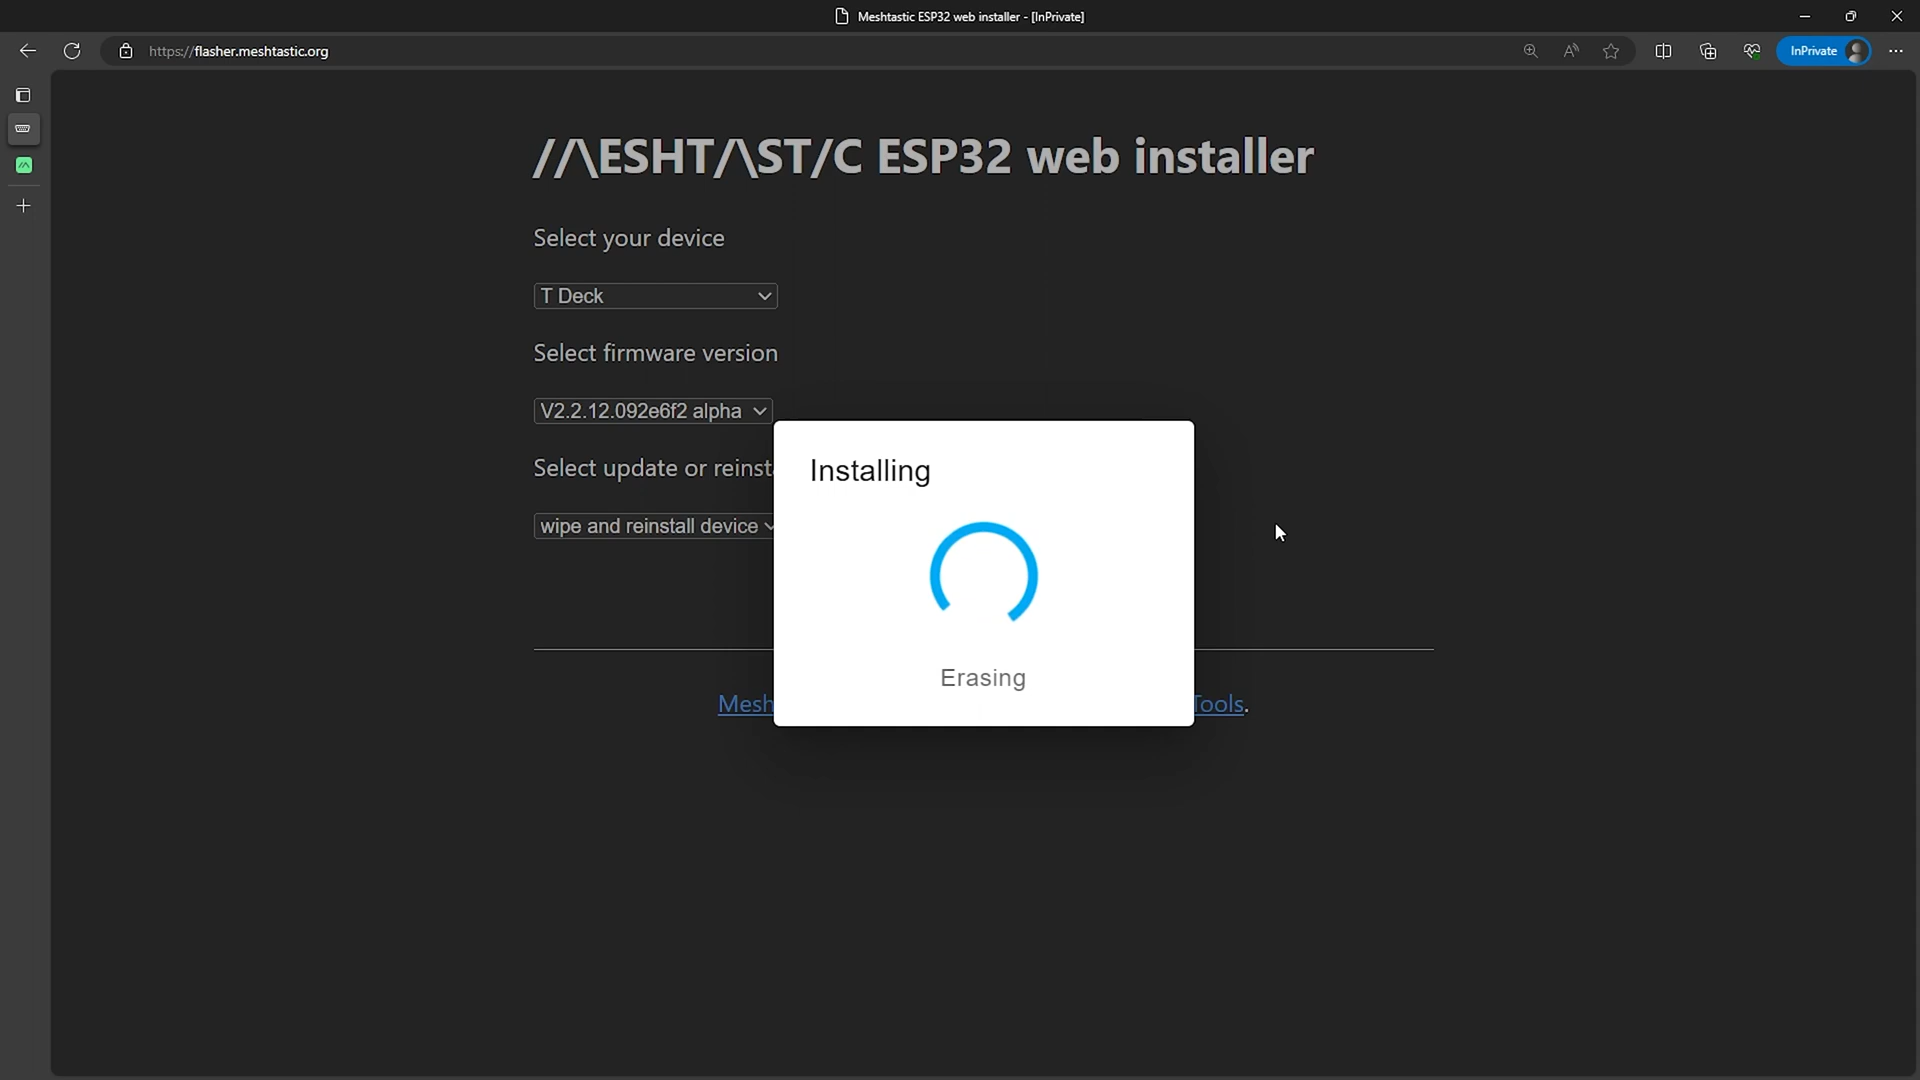 Meshtastic ESP32 web installer - [InPrivate]
https://flasher.meshtastic.org
InPrivate
//\ESHT/\ST/C ESP32 web installer
Select your device
T Deck
Select firmware version
V2.2.12.092e6f2 alpha
Select update or reinsta
wipe and reinstall device
Installing
Erasing
Mesh
Tools.